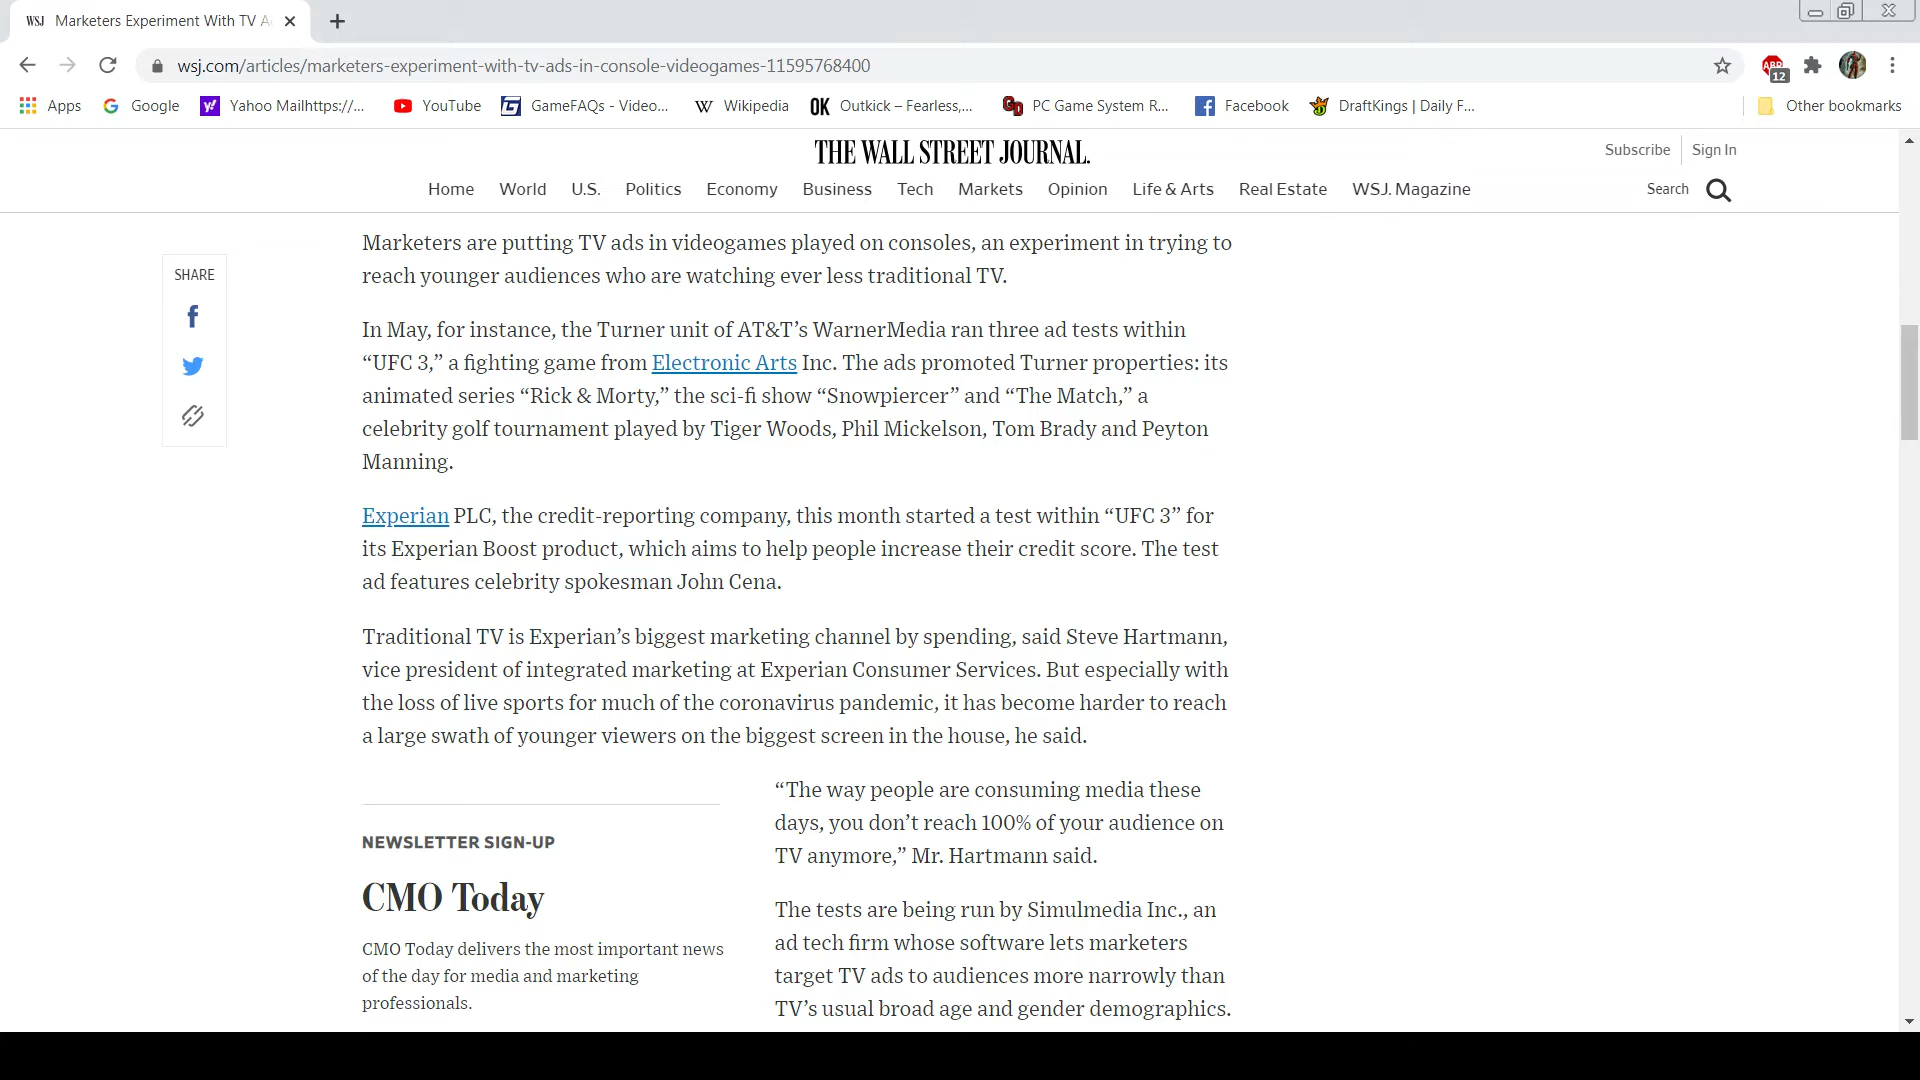 WSJ Marketers Experiment With TV A
wsj.com/articles/marketers-experiment-with-tv-ads-in-console-videogames-11595768400
ABP
12
Apps Google Yahoo Mailhttps://... YouTube GameFAQs - Video... Wikipedia OK Outkick – Fearless,... PC Game System R... Facebook DraftKings | Daily F... Other bookmarks
THE WALL STREET JOURNAL.
Subscribe Sign In
Home World U.S. Politics Economy Business Tech Markets Opinion Life & Arts Real Estate WSJ. Magazine Search
SHARE
Marketers are putting TV ads in videogames played on consoles, an experiment in trying to
reach younger audiences who are watching ever less traditional TV.
In May, for instance, the Turner unit of AT&T’s WarnerMedia ran three ad tests within
“UFC 3,” a fighting game from Electronic Arts Inc. The ads promoted Turner properties: its
animated series “Rick & Morty,” the sci-fi show “Snowpiercer” and “The Match,” a
celebrity golf tournament played by Tiger Woods, Phil Mickelson, Tom Brady and Peyton
Manning.
Experian PLC, the credit-reporting company, this month started a test within “UFC 3” for
its Experian Boost product, which aims to help people increase their credit score. The test
ad features celebrity spokesman John Cena.
Traditional TV is Experian’s biggest marketing channel by spending, said Steve Hartmann,
vice president of integrated marketing at Experian Consumer Services. But especially with
the loss of live sports for much of the coronavirus pandemic, it has become harder to reach
a large swath of younger viewers on the biggest screen in the house, he said.
NEWSLETTER SIGN-UP
CMO Today
CMO Today delivers the most important news
of the day for media and marketing
professionals.
“The way people are consuming media these
days, you don’t reach 100% of your audience on
TV anymore,” Mr. Hartmann said.
The tests are being run by Simulmedia Inc., an
ad tech firm whose software lets marketers
target TV ads to audiences more narrowly than
TV’s usual broad age and gender demographics.